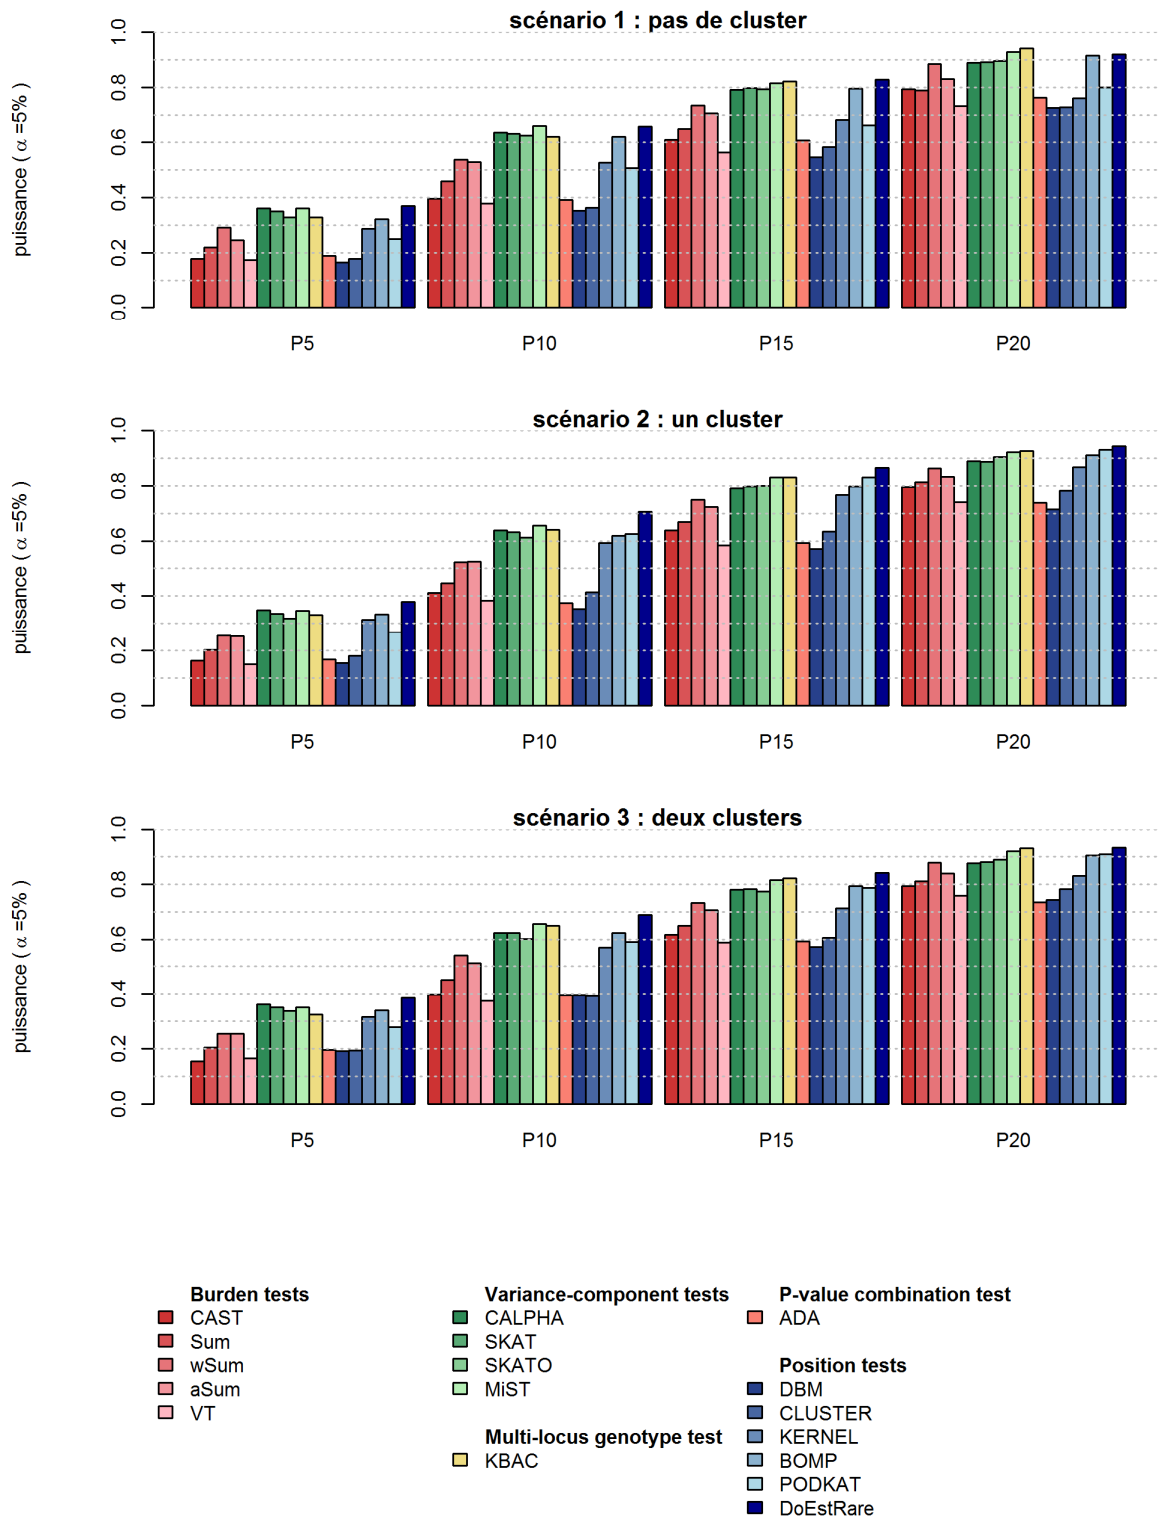 scénario 1 : pas de cluster
puissance ( α =5% )
1.0
0.8
0.6
0.4
0.2
0.0
P5 P10 P15 P20
scénario 2 : un cluster
puissance ( α =5% )
1.0
0.8
0.6
0.4
0.2
0.0
P5 P10 P15 P20
scénario 3 : deux clusters
puissance ( α =5% )
1.0
0.8
0.6
0.4
0.2
0.0
P5 P10 P15 P20
Burden tests
CAST
Sum
wSum
aSum
VT
Variance-component tests
CALPHA
SKAT
SKATO
MiST
Multi-locus genotype test
KBAC
P-value combination test
ADA
Position tests
DBM
CLUSTER
KERNEL
BOMP
PODKAT
DoEstRare